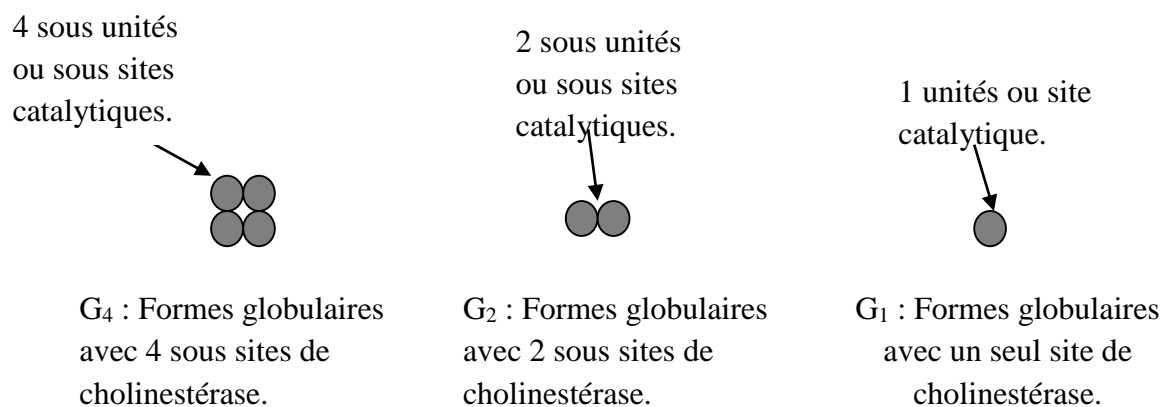 4 sous unités
ou sous sites
catalytiques.
2 sous unités
ou sous sites
catalytiques.
1 unités ou site
catalytique.
G₄ : Formes globulaires
avec 4 sous sites de
cholinestérase.
G₂ : Formes globulaires
avec 2 sous sites de
cholinestérase.
G₁ : Formes globulaires
avec un seul site de
cholinestérase.